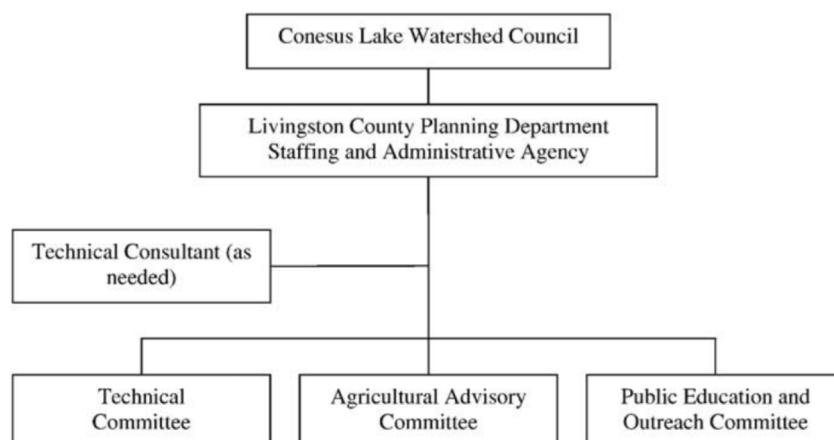 Conesus Lake Watershed Council
Livingston County Planning Department
Staffing and Administrative Agency
Technical Consultant (as
needed)
Technical
Committee
Agricultural Advisory
Committee
Public Education and
Outreach Committee